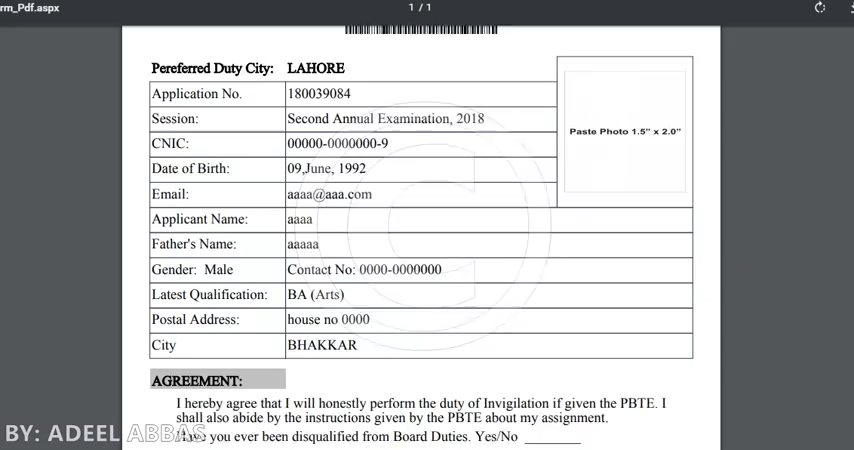 rm_Pdf.aspx
1 / 1
Pereferred Duty City: LAHORE
Application No. 180039084
Session: Second Annual Examination, 2018
CNIC: 00000-0000000-9
Date of Birth: 09,June, 1992
Email: aaaa@aaa.com
Paste Photo 1.5" x 2.0"
Applicant Name: aaaa
Father's Name: aaaaa
Gender: Male Contact No: 0000-0000000
Latest Qualification: BA (Arts)
Postal Address: house no 0000
City BHAKKAR
AGREEMENT:
I hereby agree that I will honestly perform the duty of Invigilation if given the PBTE. I
shall also abide by the instructions given by the PBTE about my assignment.
Have you ever been disqualified from Board Duties. Yes/No ________
BY: ADEEL ABBAS